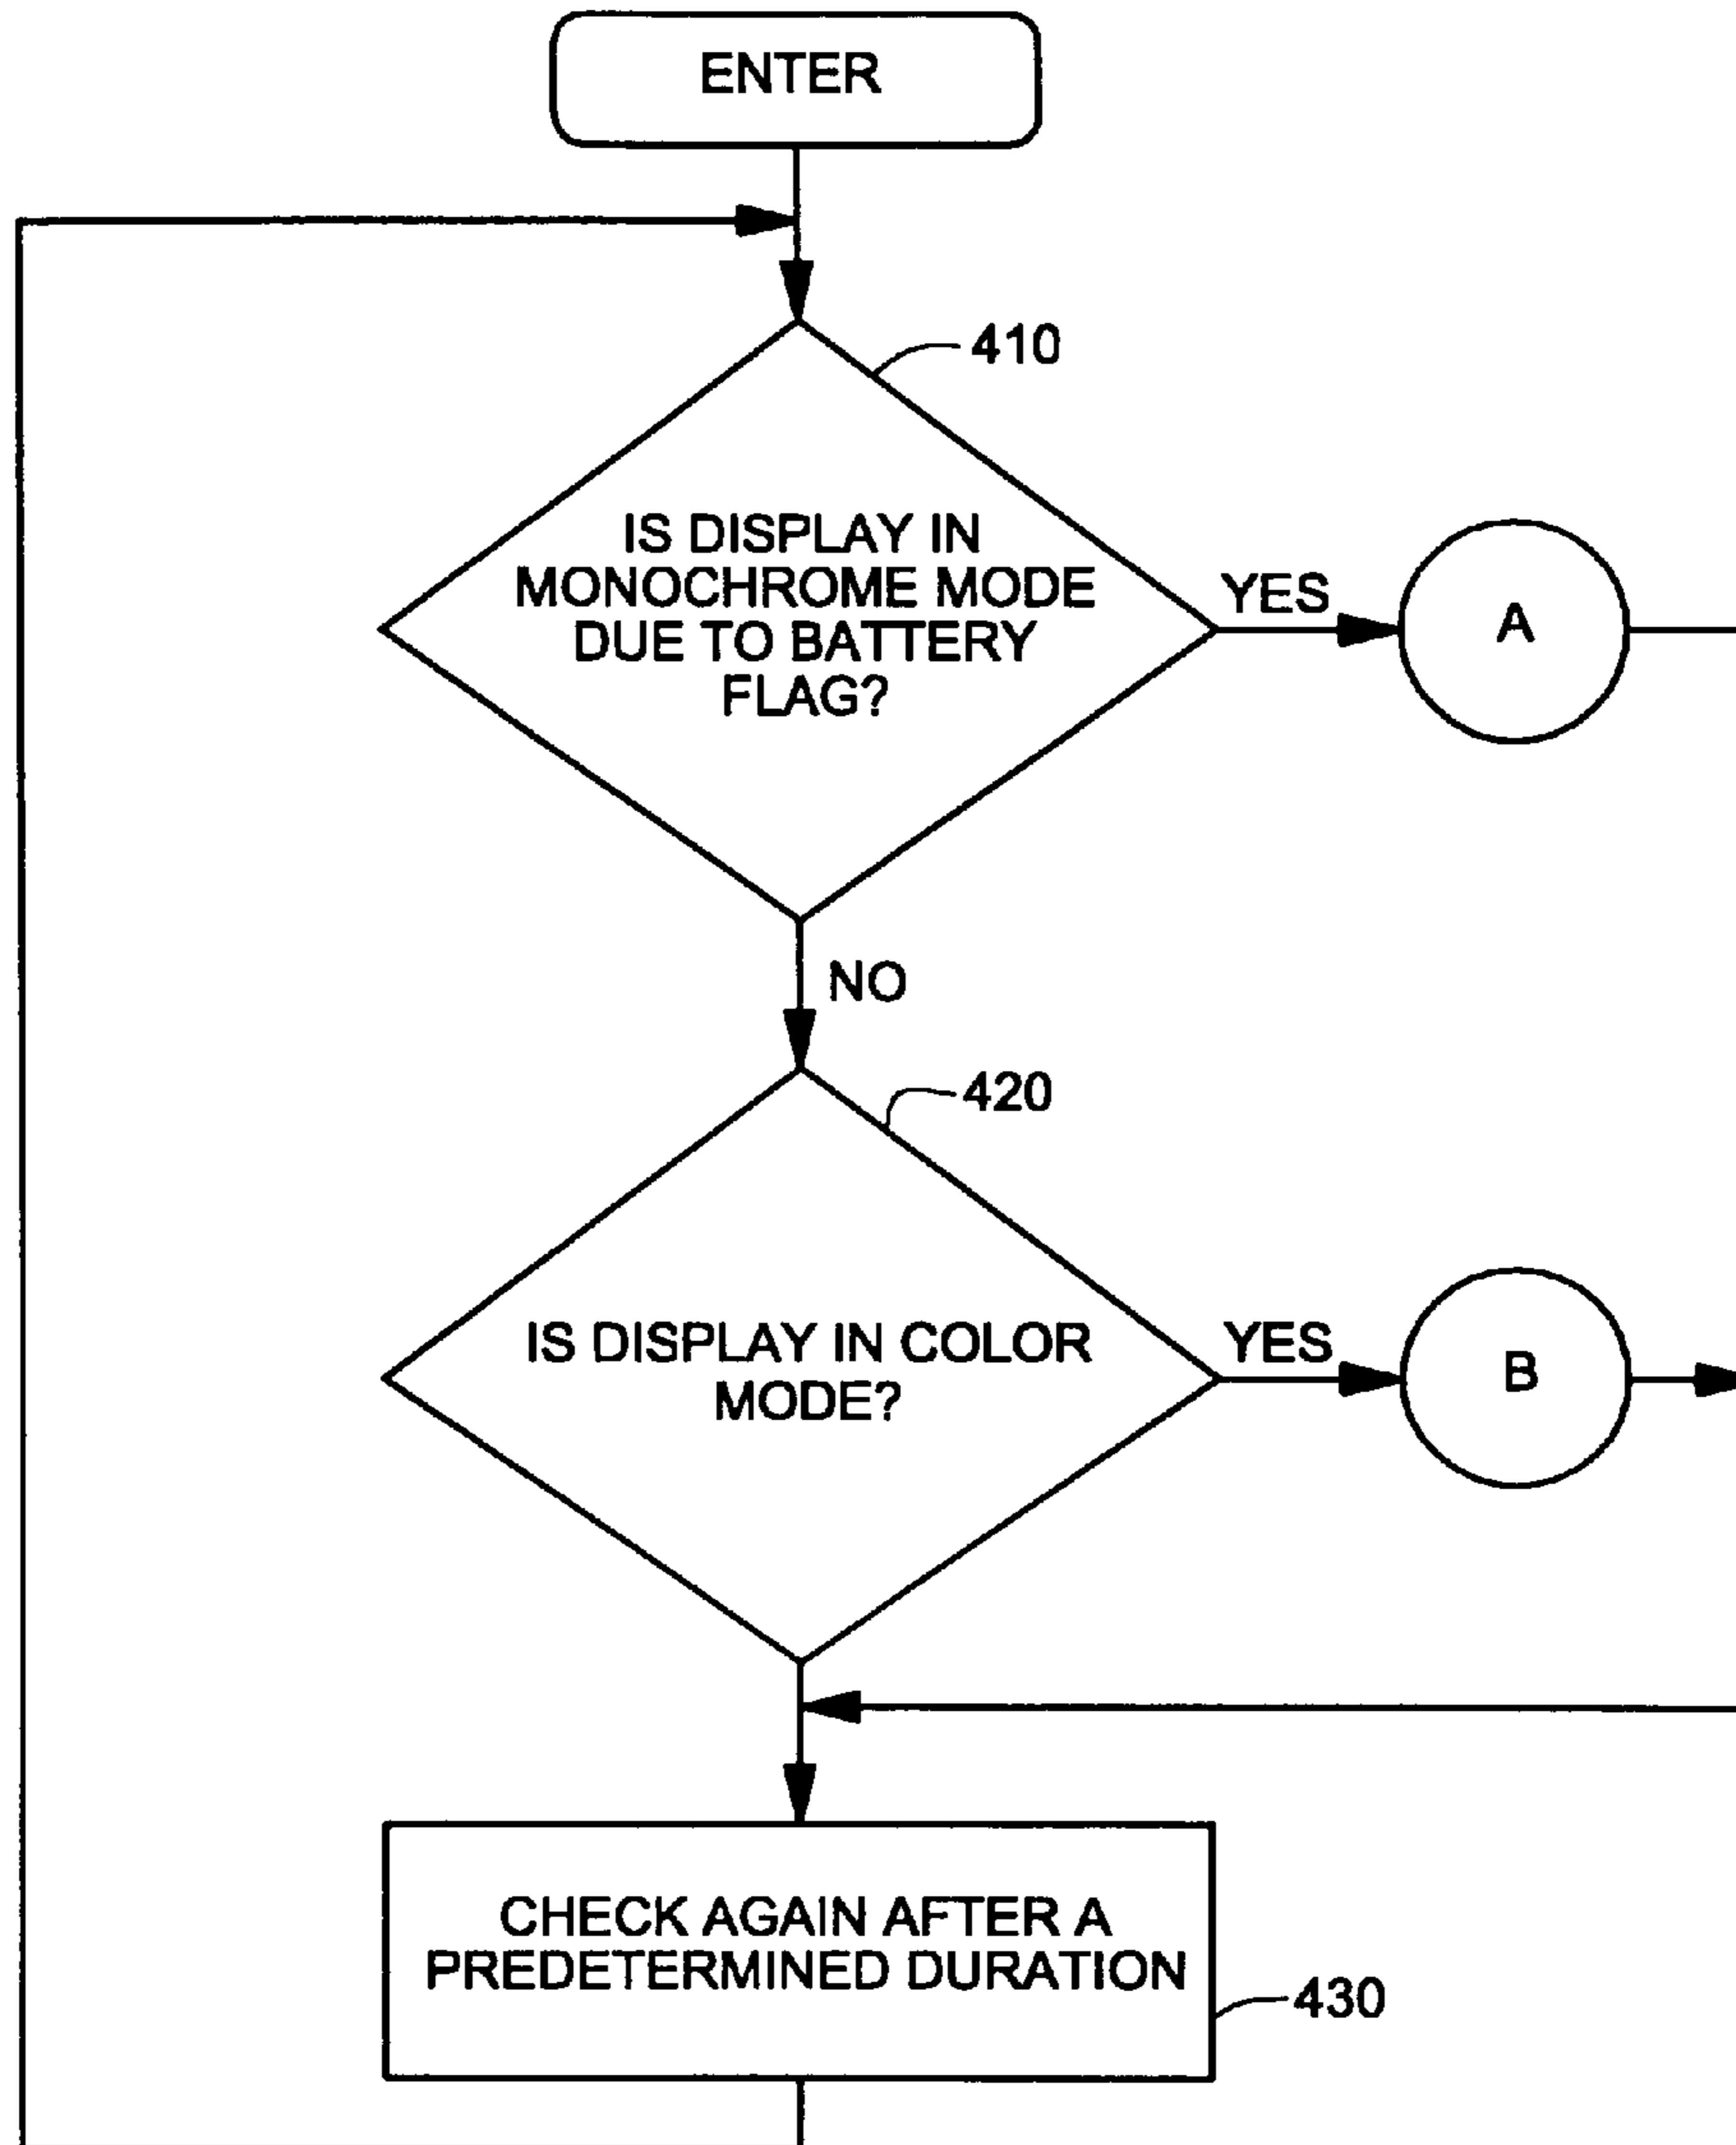 ENTER
410
IS DISPLAY IN
MONOCHROME MODE
DUE TO BATTERY
FLAG?
YES
A
NO
420
IS DISPLAY IN COLOR
MODE?
YES
B
CHECK AGAIN AFTER A
PREDETERMINED DURATION
430